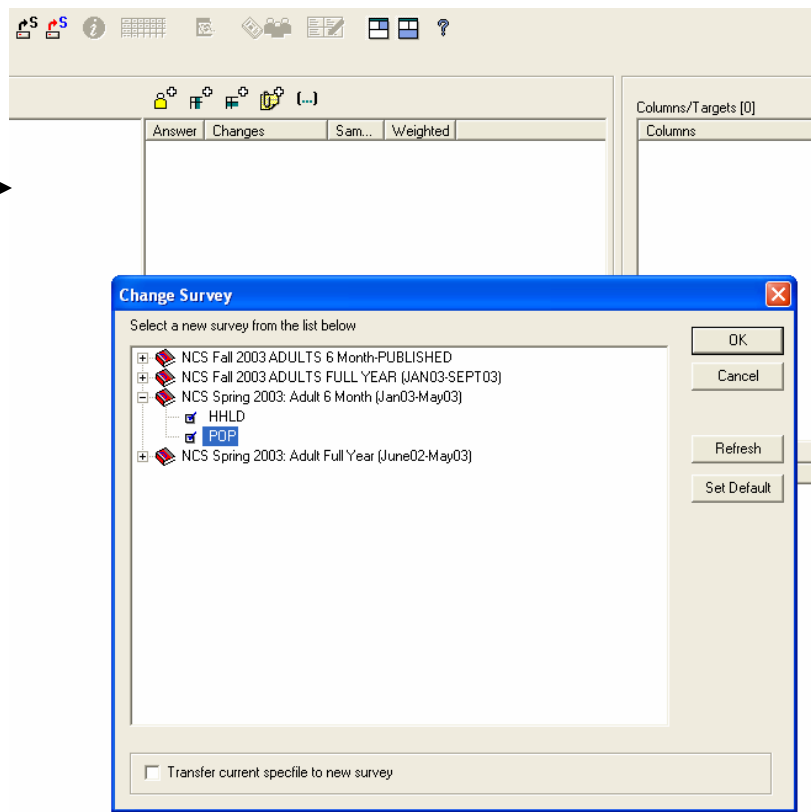 S S i ?
(...)
Columns/Targets [0]
Answer Changes Sam... Weighted
Columns
Change Survey
Select a new survey from the list below
OK
NCS Fall 2003 ADULTS 6 Month-PUBLISHED
NCS Fall 2003 ADULTS FULL YEAR (JAN03-SEPT03)
Cancel
NCS Spring 2003: Adult 6 Month (Jan03-May03)
HHLD
POP
Refresh
NCS Spring 2003: Adult Full Year (June02-May03)
Set Default
Transfer current specfile to new survey